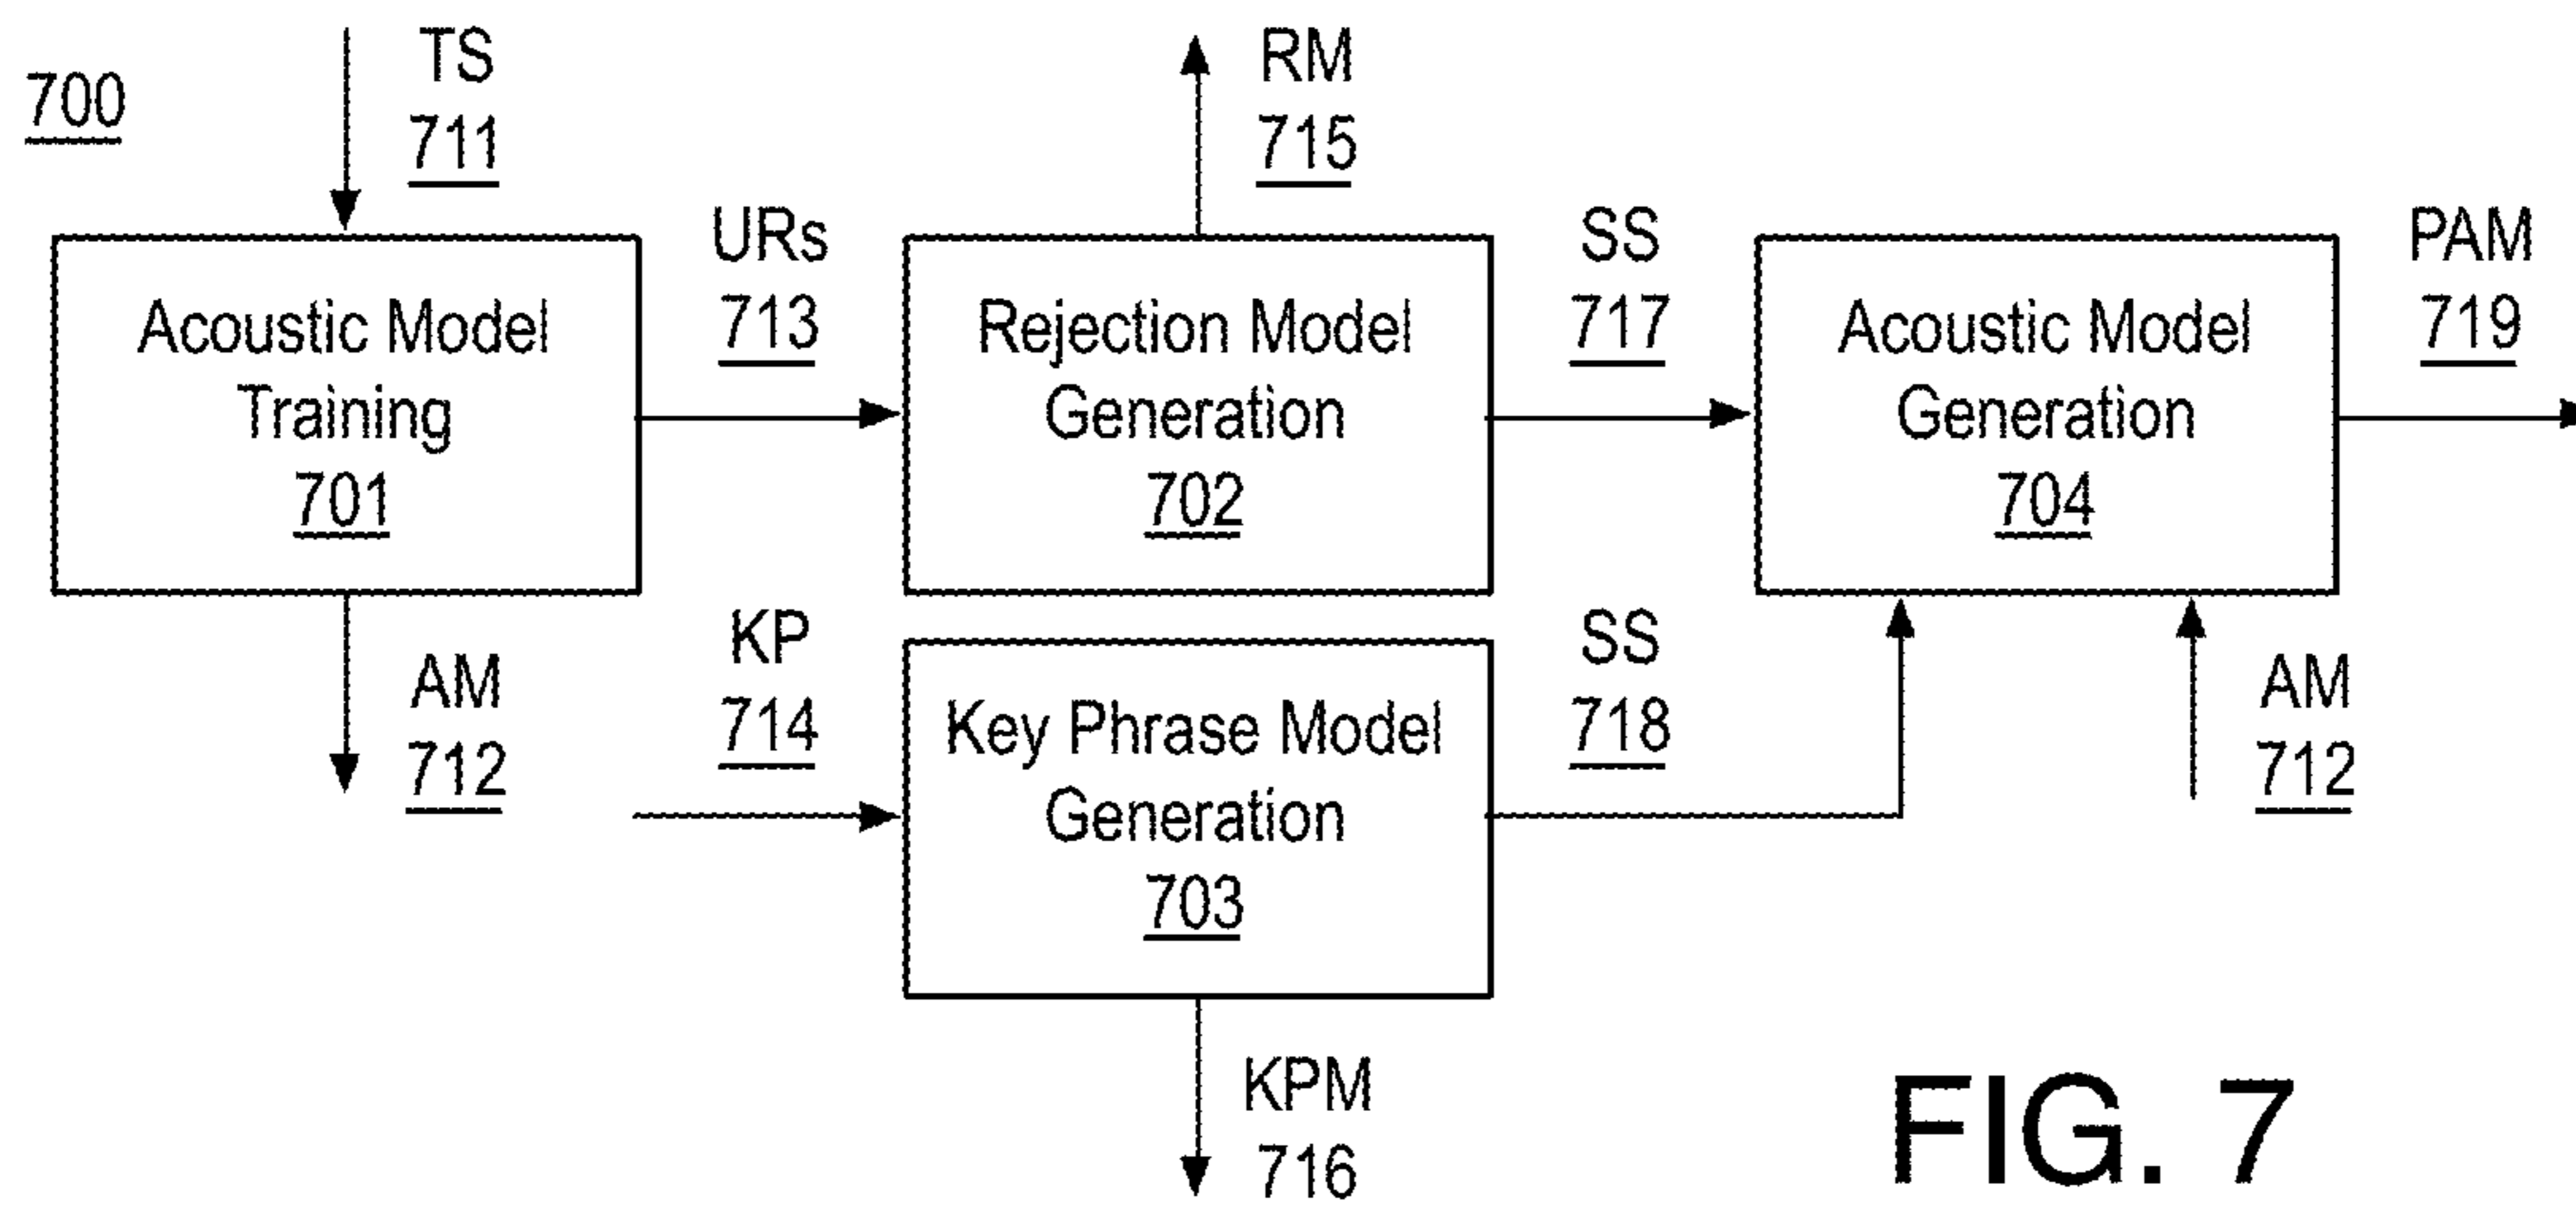 700
TS
711
RM
715
URs
713
SS
717
PAM
719
Acoustic Model
Training
701
Rejection Model
Generation
702
Acoustic Model
Generation
704
AM
712
KP
714
Key Phrase Model
Generation
703
SS
718
AM
712
KPM
716
FIG. 7